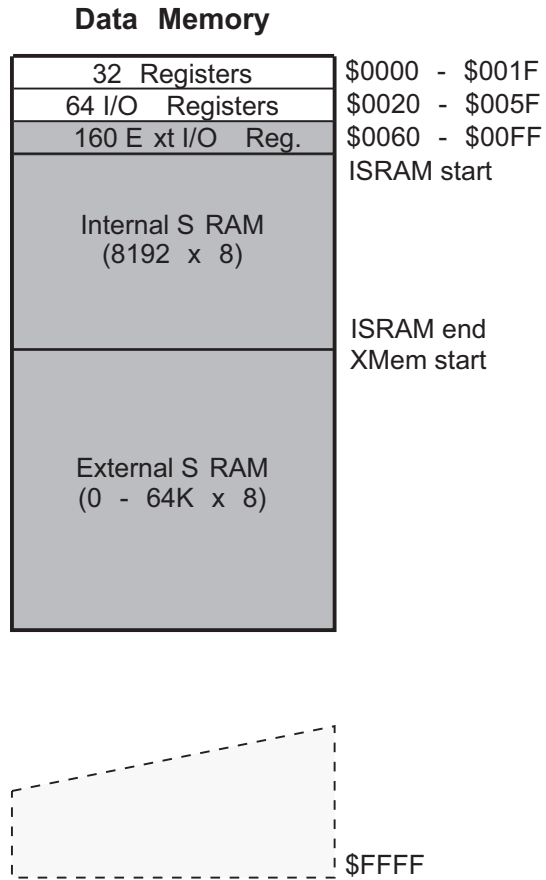 Data Memory
32 Registers
$0000 - $001F
64 I/O Registers
$0020 - $005F
160 E xt I/O Reg.
$0060 - $00FF
ISRAM start
Internal S RAM
(8192 x 8)
ISRAM end
XMem start
External S RAM
(0 - 64K x 8)
$FFFF